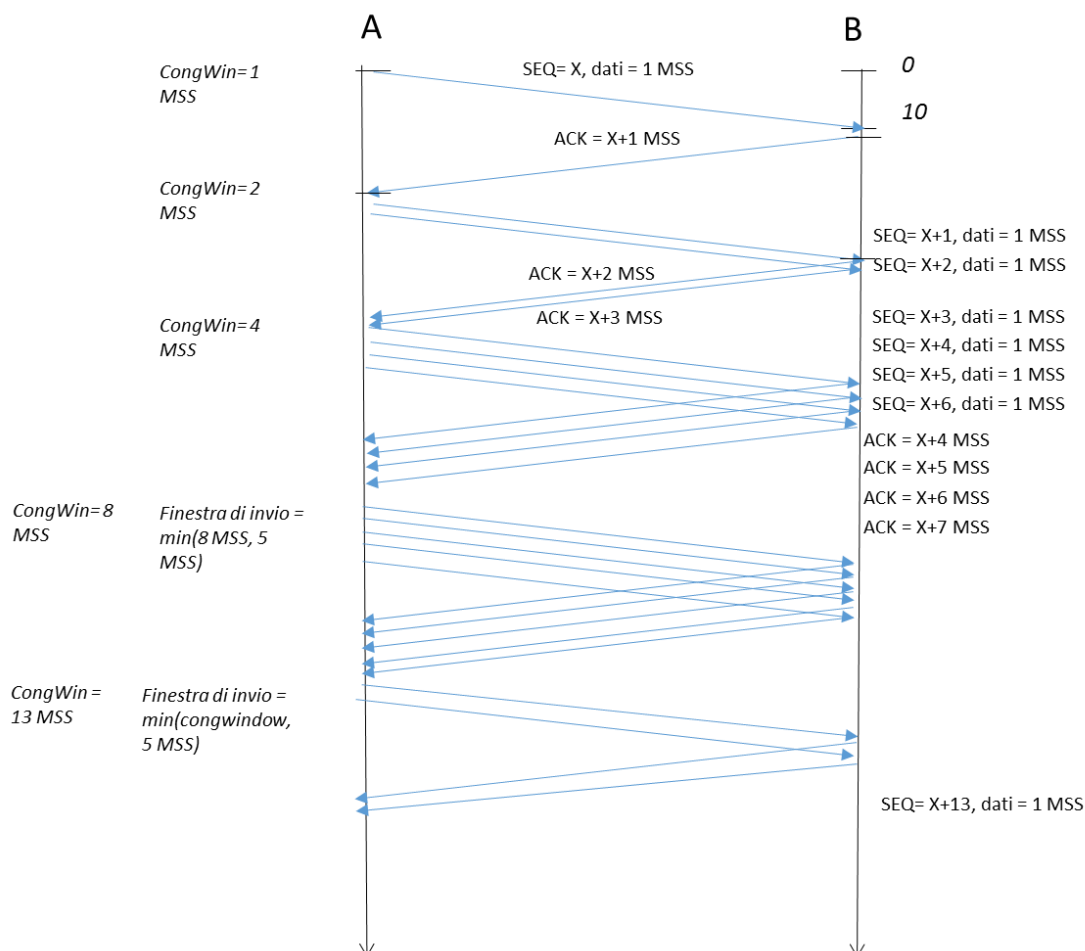 A
B
CongWin= 1
MSS
SEQ= X, dati = 1 MSS
0
10
ACK = X+1 MSS
CongWin= 2
MSS
SEQ= X+1, dati = 1 MSS
SEQ= X+2, dati = 1 MSS
ACK = X+2 MSS
ACK = X+3 MSS
CongWin= 4
MSS
SEQ= X+3, dati = 1 MSS
SEQ= X+4, dati = 1 MSS
SEQ= X+5, dati = 1 MSS
SEQ= X+6, dati = 1 MSS
ACK = X+4 MSS
ACK = X+5 MSS
ACK = X+6 MSS
ACK = X+7 MSS
CongWin= 8
MSS
Finestra di invio =
min(8 MSS, 5
MSS)
CongWin =
13 MSS
Finestra di invio =
min(congwindow,
5 MSS)
SEQ= X+13, dati = 1 MSS